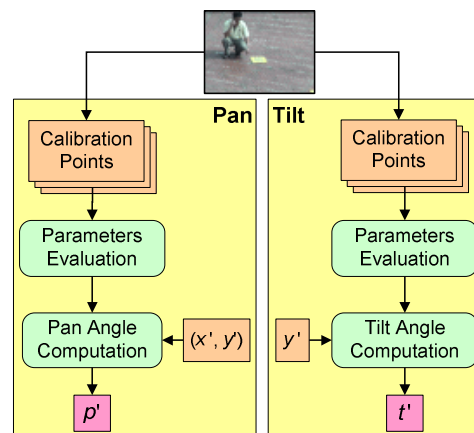 Pan
Calibration
Points
Parameters
Evaluation
Pan Angle
Computation
(x', y')
p'
Tilt
Calibration
Points
Parameters
Evaluation
y'
Tilt Angle
Computation
t'